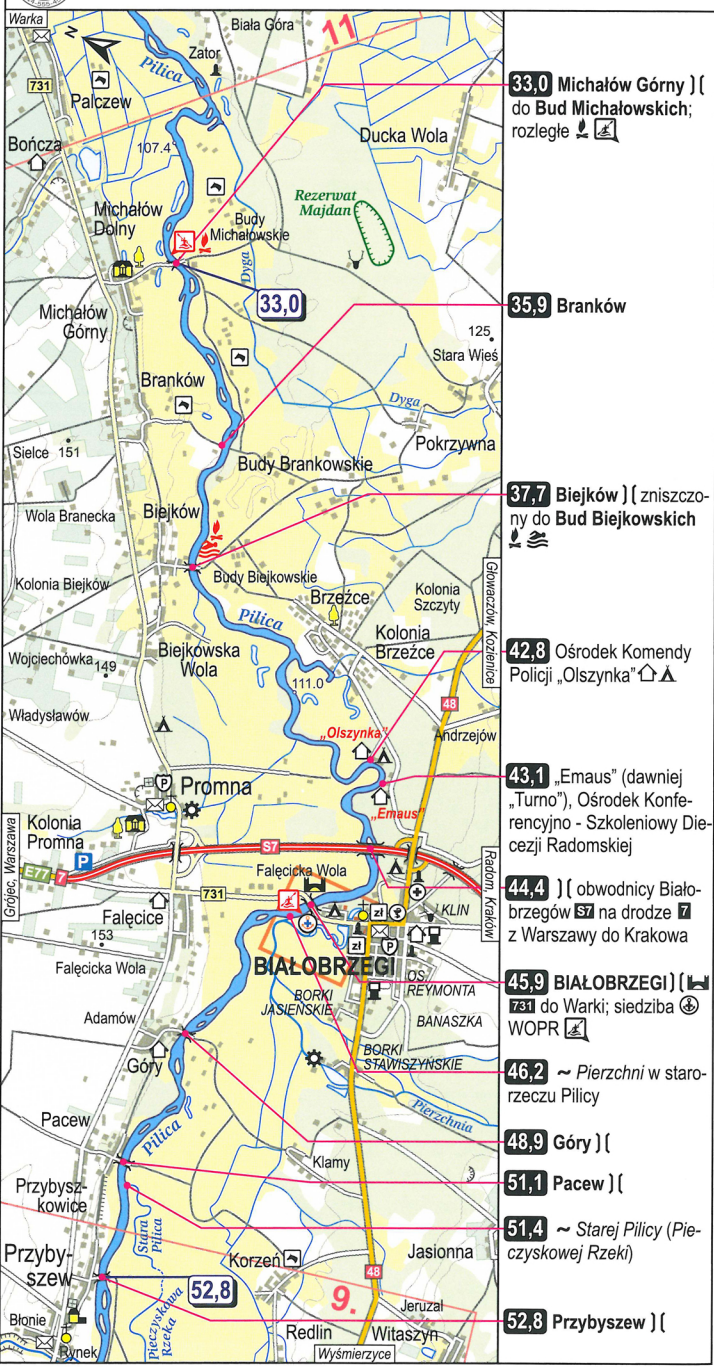 Warka
N
731
Palczew
Pilica
Biała Góra
11
Zator
Bończa
107.4
Ducka Wola
Michałów
Dolny
Budy
Michałowskie
Rezerwat
Majdan
Dyga
33,0
Michałów
Górny
125
Stara Wieś
Branków
Dyga
Pokrzywna
Sielce 151
Budy Brankowskie
Wola Branecka
Biejków
Kolonia Biejków
Budy Biejkowskie
Brzeźce
Kolonia
Szczyty
Głowaczów, Kozienice
Pilica
Kolonia
Brzeźce
Biejkowska
Wola
Wojciechówka 149
111.0
48
Władysławów
„Olszynka”
Andrzejów
P
Promna
„Emaus”
Kolonia
Promna
P
S7
Grójec, Warszawa
E77 7
Radom, Kraków
Falęcicka Wola
731
Falęcice
153
zł
KLIN
zł
P
Falęcicka Wola
BIAŁOBRZEGI
OS.
REYMONTA
BORKI
JASIEŃSKIE
BANASZKA
Adamów
BORKI
STAWISZYŃSKIE
Góry
Pierzchnia
Pacew
Pilica
Klamy
Przybysz-
kowice
Stara
Pilica
Przyby-
szew
Korzeń
Jasionna
52,8
9.
48
Pieczyskowa
Rzeka
Jeruzal
Błonie
Rynek
Redlin
Witaszyn
Wyśmierzyce
33,0 Michałów Górny ) (
do Bud Michałowskich;
rozległe
35,9 Branków
37,7 Biejków ) ( zniszczo-
ny do Bud Biejkowskich
42,8 Ośrodek Komendy
Policji „Olszynka”
43,1 „Emaus” (dawniej
„Turno”), Ośrodek Konfe-
rencyjno - Szkoleniowy Die-
cezji Radomskiej
44,4 ) ( obwodnicy Biało-
brzegów S7 na drodze 7
z Warszawy do Krakowa
45,9 BIAŁOBRZEGI ) (
731 do Warki; siedziba
WOPR
46,2 ~ Pierzchni w staro-
rzeczu Pilicy
48,9 Góry ) (
51,1 Pacew ) (
51,4 ~ Starej Pilicy (Pie-
czyskowej Rzeki)
52,8 Przybyszew ) (